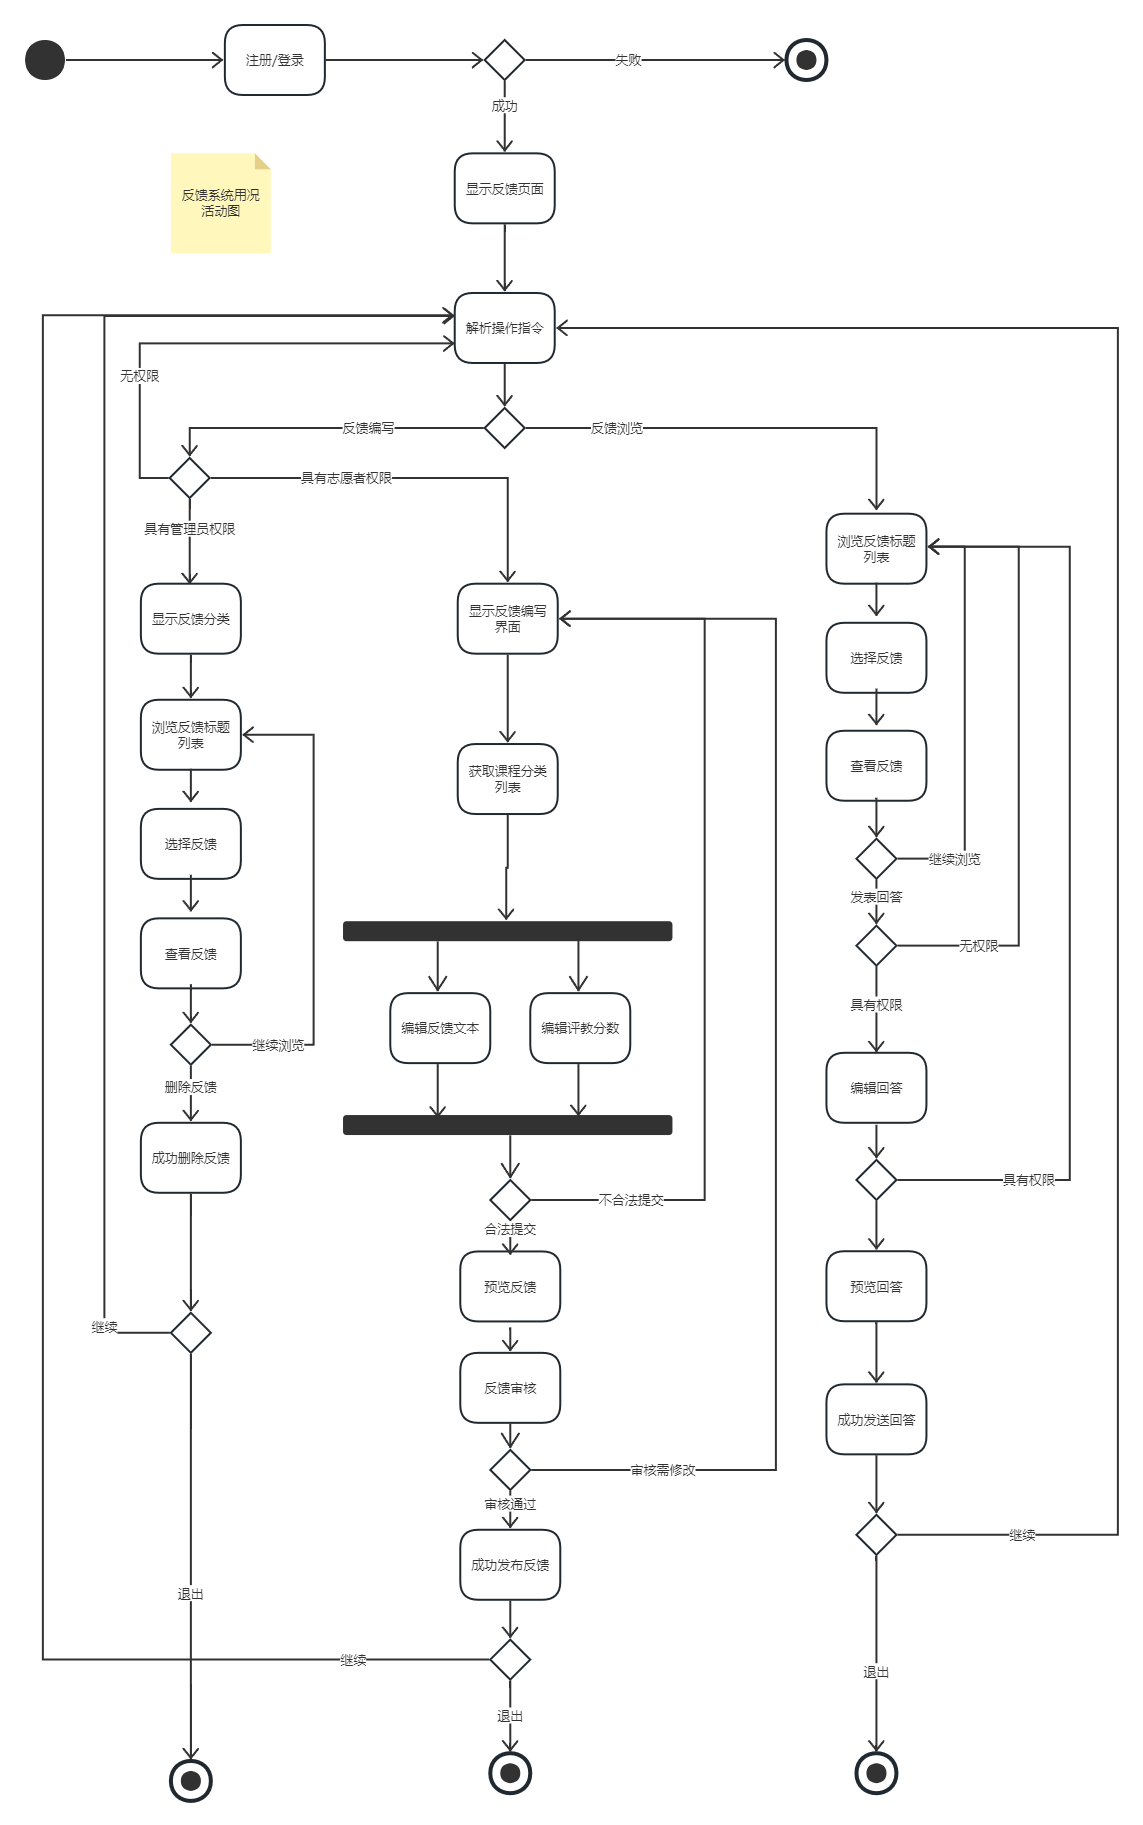 注册/登录
失败
成功
反馈系统用况
活动图
显示反馈页面
解析操作指令
无权限
反馈编写
反馈浏览
具有志愿者权限
具有管理员权限
浏览反馈标题
列表
显示反馈分类
显示反馈编写
界面
选择反馈
浏览反馈标题
列表
获取课程分类
列表
查看反馈
选择反馈
继续浏览
发表回答
查看反馈
无权限
具有权限
编辑反馈文本
编辑评教分数
继续浏览
删除反馈
编辑回答
成功删除反馈
具有权限
不合法提交
合法提交
预览反馈
预览回答
继续
反馈审核
成功发送回答
审核需修改
审核通过
继续
成功发布反馈
退出
继续
退出
退出